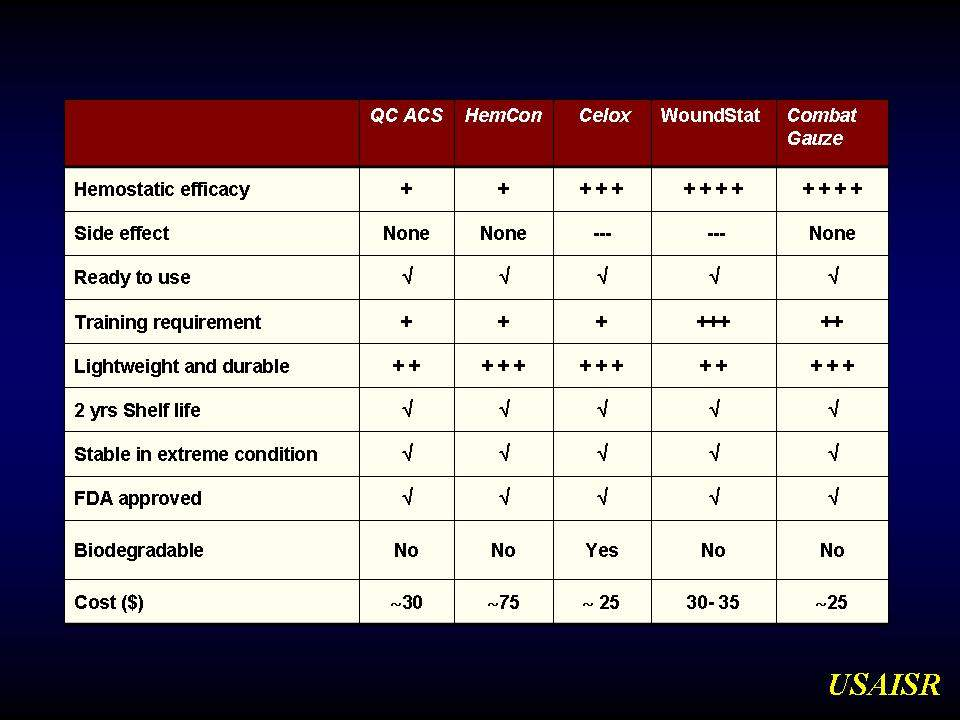 QC ACS HemCon Celox WoundStat Combat Gauze
Hemostatic efficacy + + + + + + + + + + + + +
Side effect None None --- --- None
Ready to use √ √ √ √ √
Training requirement + + + +++ ++
Lightweight and durable + + + + + + + + + + + + +
2 yrs Shelf life √ √ √ √ √
Stable in extreme condition √ √ √ √ √
FDA approved √ √ √ √ √
Biodegradable No No Yes No No
Cost ($) ~30 ~75 ~ 25 30- 35 ~25
USAISR